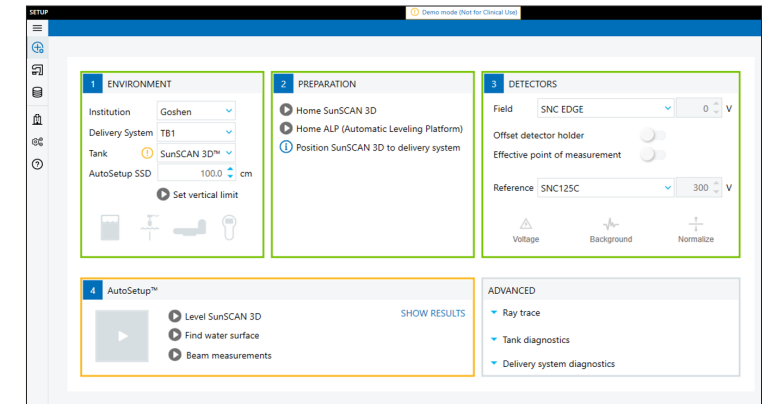 SETUP
Demo mode (Not for Clinical Use)
1 ENVIRONMENT
Institution Goshen
Delivery System TB1
Tank SunSCAN 3D™
AutoSetup SSD 100.0 cm
Set vertical limit
2 PREPARATION
Home SunSCAN 3D
Home ALP (Automatic Leveling Platform)
Position SunSCAN 3D to delivery system
3 DETECTORS
Field SNC EDGE 0 V
Offset detector holder
Effective point of measurement
Reference SNC125C 300 V
Voltage Background Normalize
4 AutoSetup™
Level SunSCAN 3D
Find water surface
Beam measurements
SHOW RESULTS
ADVANCED
Ray trace
Tank diagnostics
Delivery system diagnostics